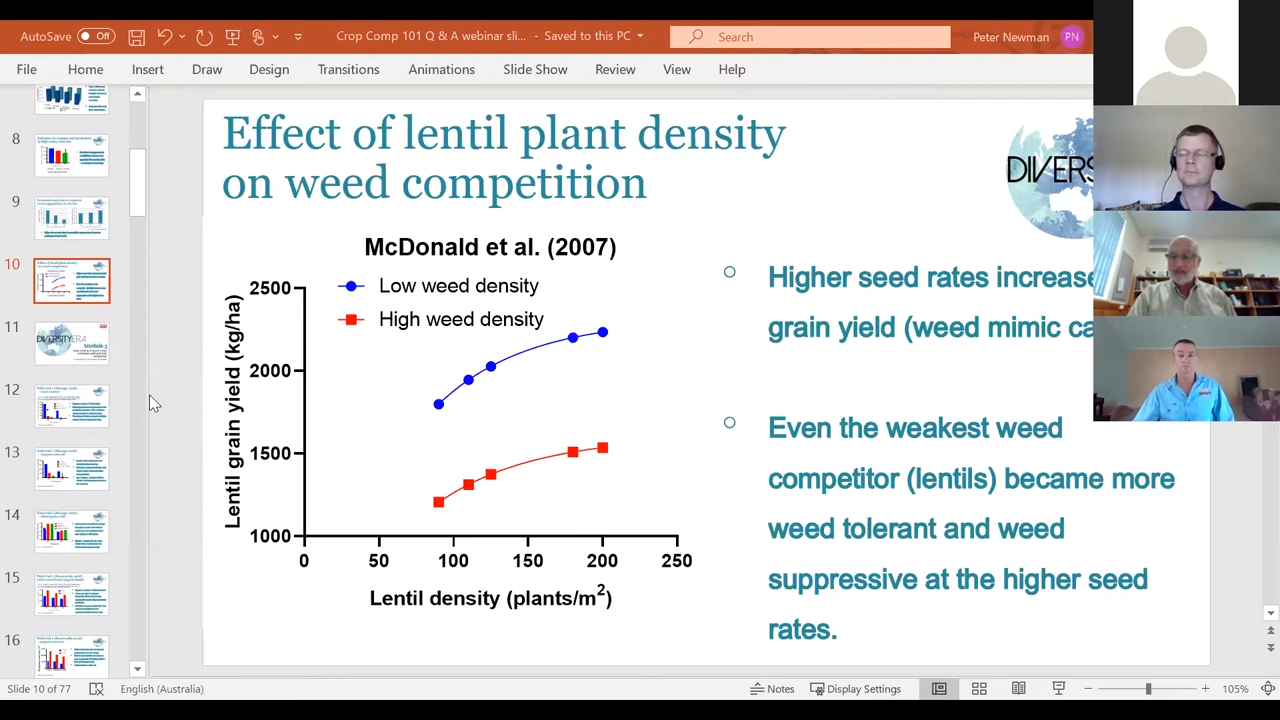 AutoSave Off Crop Comp 101 Q & A webinar sli... - Saved to this PC Search Peter Newman PN
File Home Insert Draw Design Transitions Animations Slide Show Review View Help
8
9
10
11
12
13
14
15
16
Effect of lentil plant density
on weed competition
DIVERS
McDonald et al. (2007)
Low weed density
High weed density
Lentil grain yield (kg/ha)
2500
2000
1500
1000
0 50 100 150 200 250
Lentil density (plants/m²)
Higher seed rates increase
grain yield (weed mimic ca
Even the weakest weed
competitor (lentils) became more
weed tolerant and weed
suppressive at the higher seed
rates.
Slide 10 of 77 English (Australia) Notes Display Settings 105%